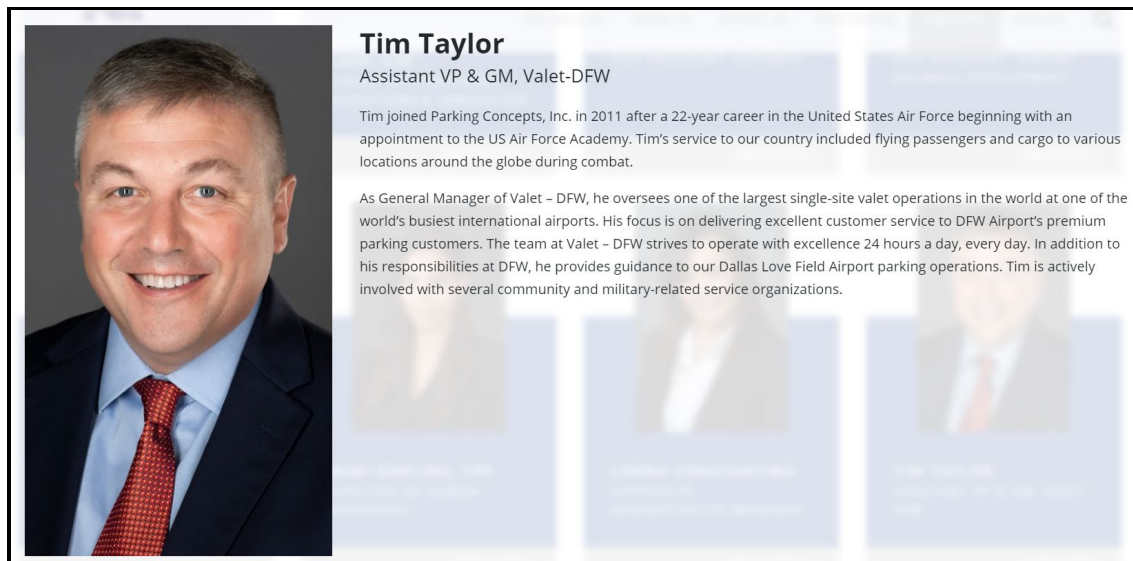 Tim Taylor
Assistant VP & GM, Valet-DFW
Tim joined Parking Concepts, Inc. in 2011 after a 22-year career in the United States Air Force beginning with an
appointment to the US Air Force Academy. Tim’s service to our country included flying passengers and cargo to various
locations around the globe during combat.
As General Manager of Valet – DFW, he oversees one of the largest single-site valet operations in the world at one of the
world’s busiest international airports. His focus is on delivering excellent customer service to DFW Airport’s premium
parking customers. The team at Valet – DFW strives to operate with excellence 24 hours a day, every day. In addition to
his responsibilities at DFW, he provides guidance to our Dallas Love Field Airport parking operations. Tim is actively
involved with several community and military-related service organizations.